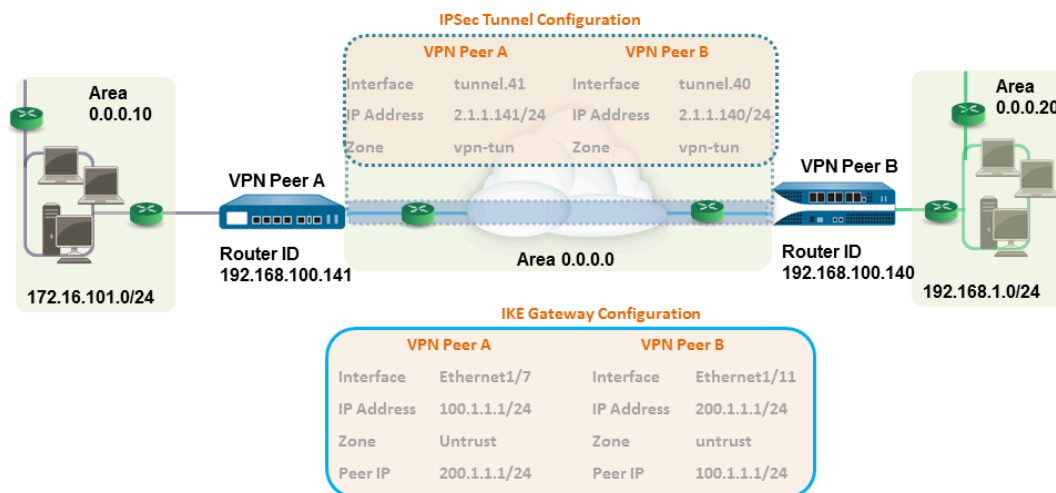 IPSec Tunnel Configuration
VPN Peer A VPN Peer B
Interface tunnel.41 Interface tunnel.40
IP Address 2.1.1.141/24 IP Address 2.1.1.140/24
Zone vpn-tun Zone vpn-tun
Area
0.0.0.10
Area
0.0.0.20
VPN Peer A
VPN Peer B
Router ID
192.168.100.141
Area 0.0.0.0
Router ID
192.168.100.140
172.16.101.0/24
192.168.1.0/24
IKE Gateway Configuration
VPN Peer A VPN Peer B
Interface Ethernet1/7 Interface Ethernet1/11
IP Address 100.1.1.1/24 IP Address 200.1.1.1/24
Zone Untrust Zone untrust
Peer IP 200.1.1.1/24 Peer IP 100.1.1.1/24